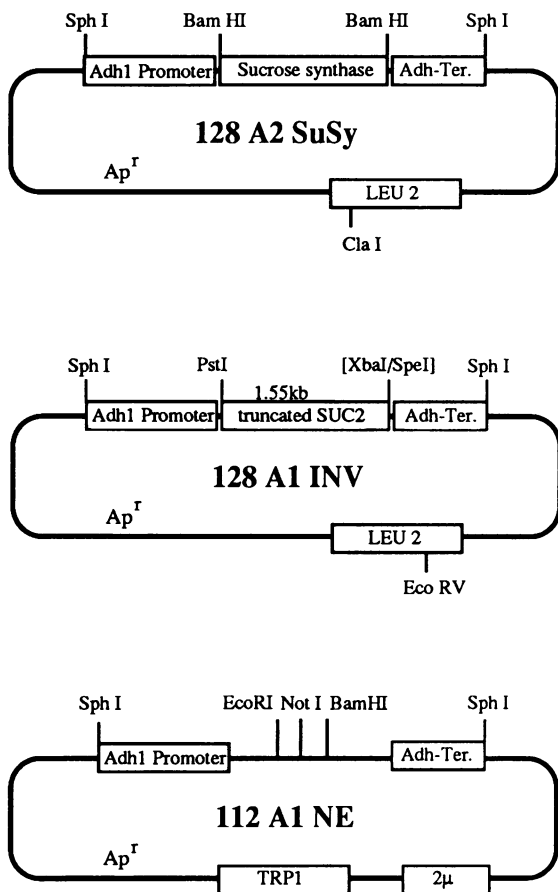 Sph I Bam HI Bam HI Sph I
Adh1 Promoter Sucrose synthase Adh-Ter.
128 A2 SuSy
Ap^r
LEU 2
Cla I
Sph I PstI [XbaI/SpeI] Sph I
1.55kb
Adh1 Promoter truncated SUC2 Adh-Ter.
128 A1 INV
Ap^r
LEU 2
Eco RV
Sph I EcoRI Not I BamHI Sph I
Adh1 Promoter Adh-Ter.
112 A1 NE
Ap^r
TRP1 2µ